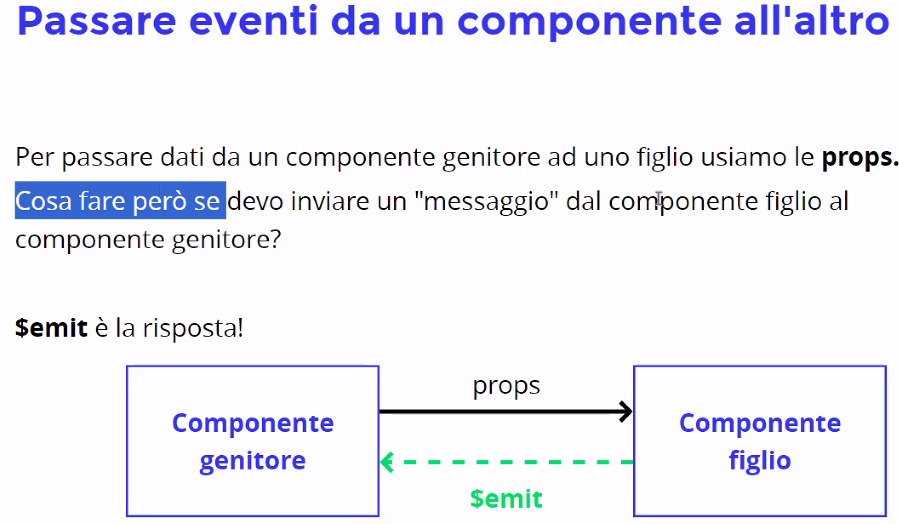 Passare eventi da un componente all'altro
Per passare dati da un componente genitore ad uno figlio usiamo le props.
Cosa fare però se devo inviare un "messaggio" dal componente figlio al
componente genitore?
$emit è la risposta!
props
Componente
genitore
Componente
figlio
$emit